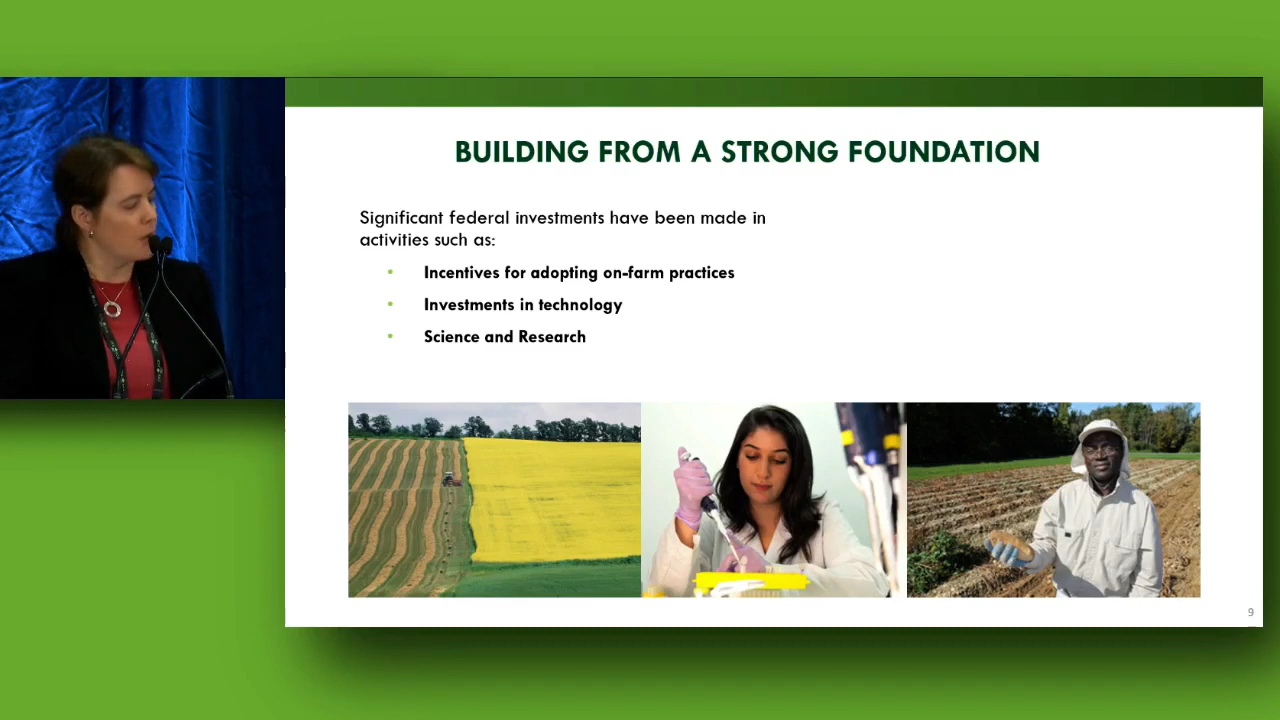 BUILDING FROM A STRONG FOUNDATION
Significant federal investments have been made in
activities such as:
• Incentives for adopting on-farm practices
• Investments in technology
• Science and Research
9